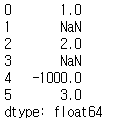 0       1.0
1       NaN
2       2.0
3       NaN
4   -1000.0
5       3.0
dtype: float64